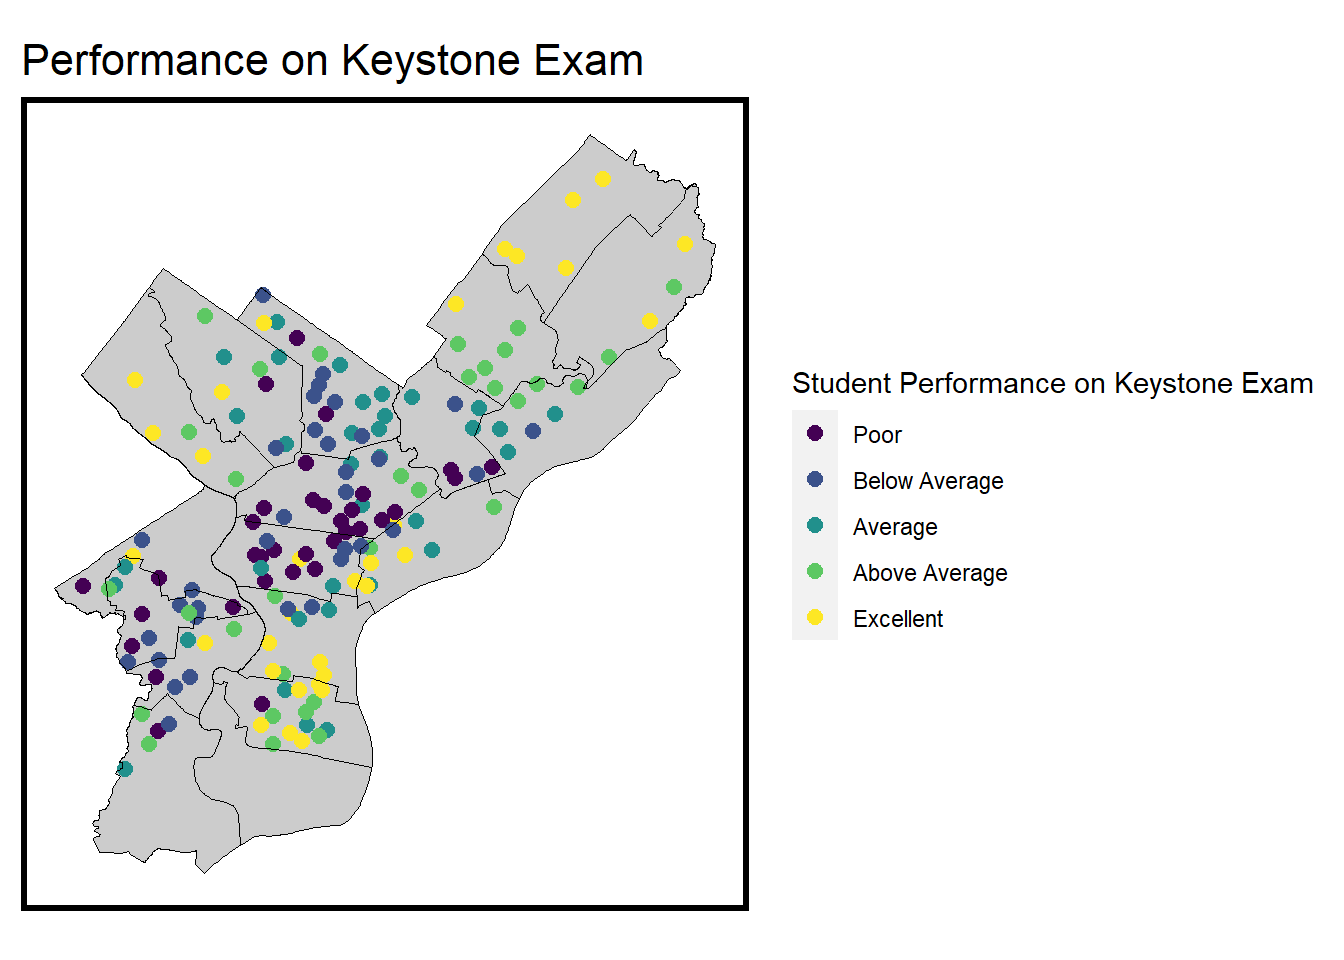 Performance on Keystone Exam
Student Performance on Keystone Exam
Poor
Below Average
Average
Above Average
Excellent